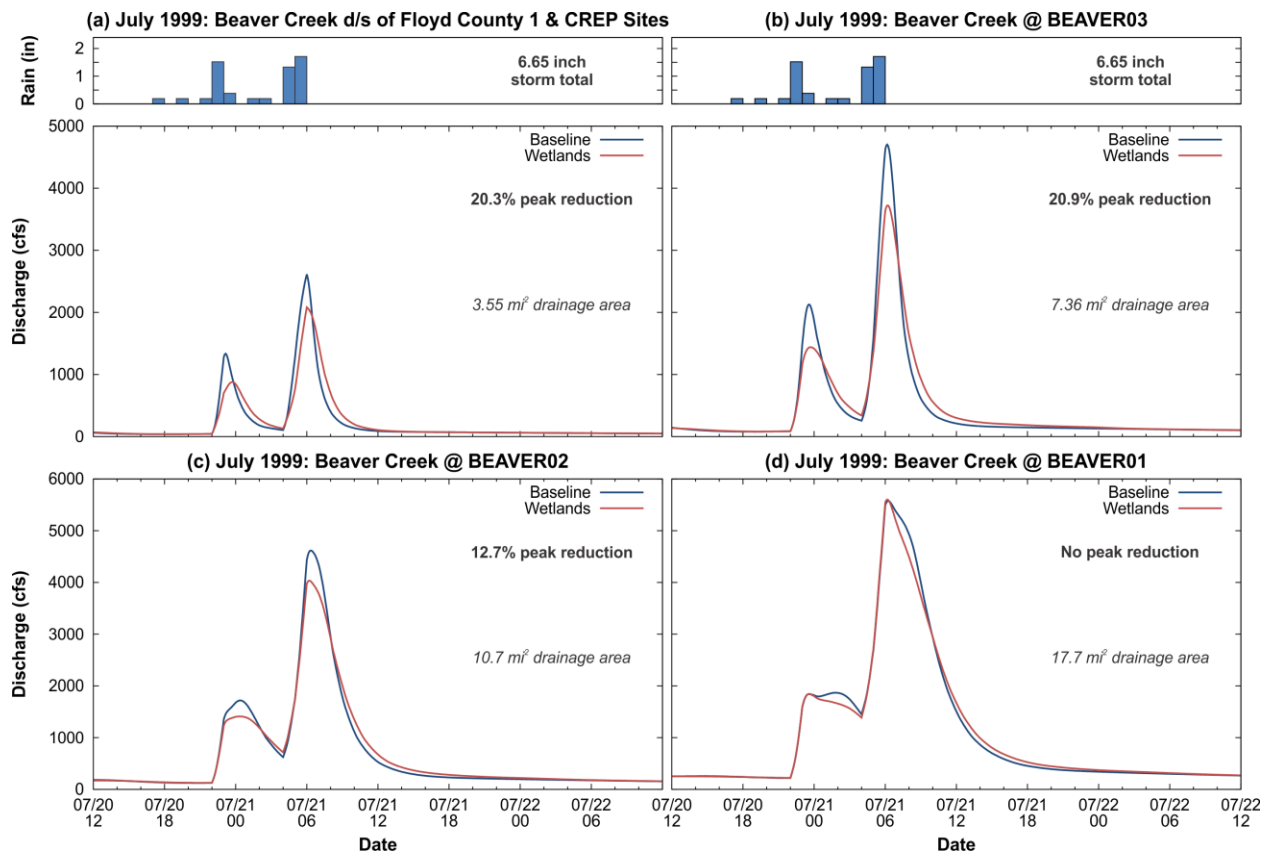 (a) July 1999: Beaver Creek d/s of Floyd County 1 & CREP Sites
Rain (in)
2
1
0
6.65 inch
storm total
5000
4000
3000
2000
1000
0
Discharge (cfs)
Baseline
Wetlands
20.3% peak reduction
3.55 mi² drainage area
(b) July 1999: Beaver Creek @ BEAVER03
6.65 inch
storm total
Baseline
Wetlands
20.9% peak reduction
7.36 mi² drainage area
(c) July 1999: Beaver Creek @ BEAVER02
6000
5000
4000
3000
2000
1000
0
Discharge (cfs)
Baseline
Wetlands
12.7% peak reduction
10.7 mi² drainage area
07/20 07/20 07/21 07/21 07/21 07/21 07/22 07/22
12 18 00 06 12 18 00 06
Date
(d) July 1999: Beaver Creek @ BEAVER01
Baseline
Wetlands
No peak reduction
17.7 mi² drainage area
07/20 07/20 07/21 07/21 07/21 07/21 07/22 07/22 07/22
12 18 00 06 12 18 00 06 12
Date